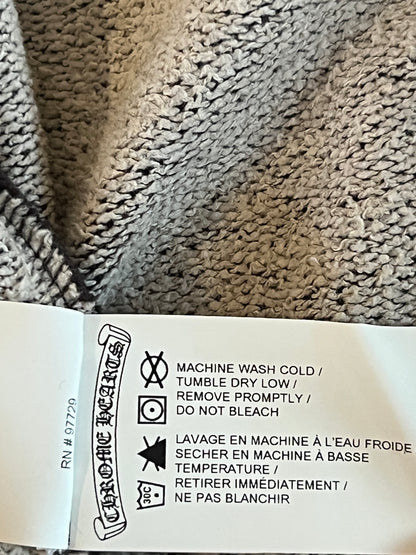 RN # 97729
CHROME HEARTS
MACHINE WASH COLD /
TUMBLE DRY LOW /
REMOVE PROMPTLY /
DO NOT BLEACH
LAVAGE EN MACHINE À L'EAU FROIDE
SECHER EN MACHINE À BASSE
TEMPERATURE /
RETIRER IMMÉDIATEMENT /
NE PAS BLANCHIR
30C